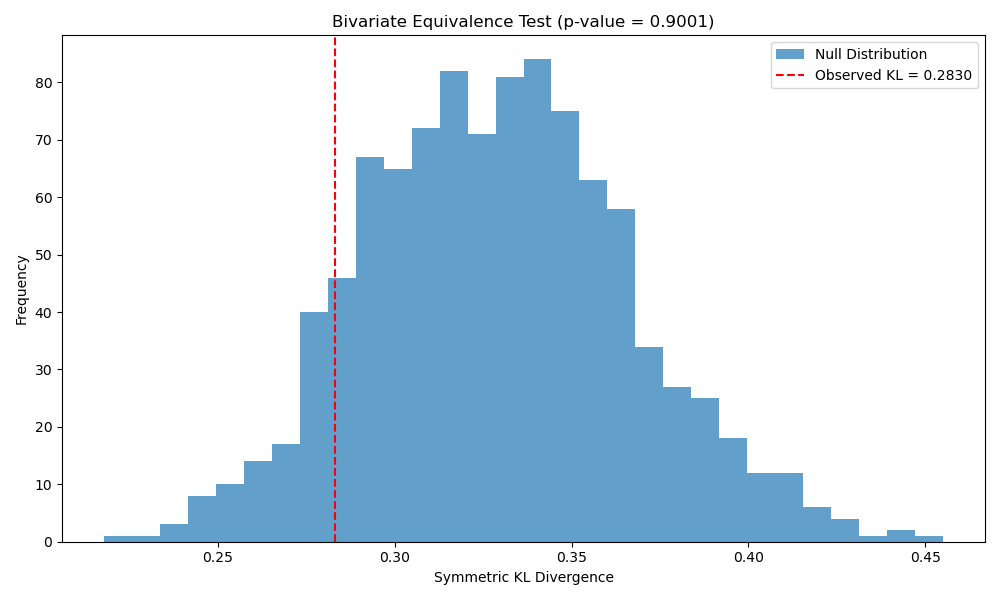 Bivariate Equivalence Test (p-value = 0.9001)
Null Distribution
Observed KL = 0.2830
Frequency
80
70
60
50
40
30
20
10
0
0.25
0.30
0.35
0.40
0.45
Symmetric KL Divergence